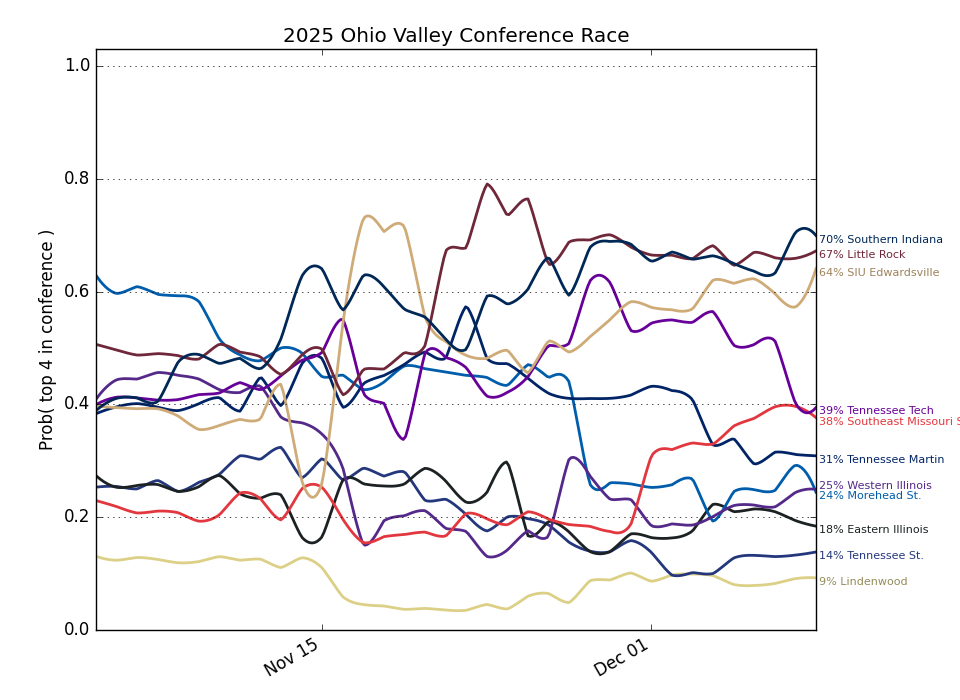 2025 Ohio Valley Conference Race
1.0
0.8
0.6
0.4
0.2
0.0
Prob( top 4 in conference )
Nov 15
Dec 01
70% Southern Indiana
67% Little Rock
64% SIU Edwardsville
39% Tennessee Tech
38% Southeast Missouri S
31% Tennessee Martin
25% Western Illinois
24% Morehead St.
18% Eastern Illinois
14% Tennessee St.
9% Lindenwood